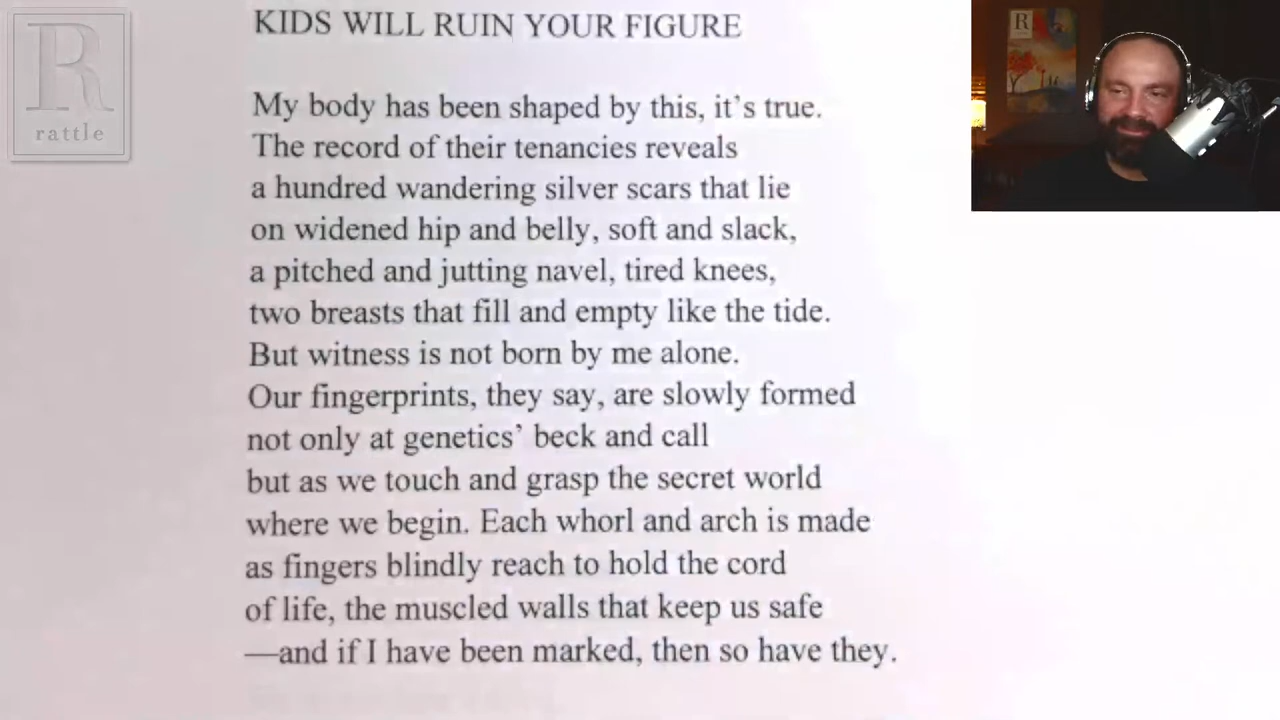 R
rattle
R
KIDS WILL RUIN YOUR FIGURE
My body has been shaped by this, it's true.
The record of their tenancies reveals
a hundred wandering silver scars that lie
on widened hip and belly, soft and slack,
a pitched and jutting navel, tired knees,
two breasts that fill and empty like the tide.
But witness is not born by me alone.
Our fingerprints, they say, are slowly formed
not only at genetics' beck and call
but as we touch and grasp the secret world
where we begin. Each whorl and arch is made
as fingers blindly reach to hold the cord
of life, the muscled walls that keep us safe
—and if I have been marked, then so have they.